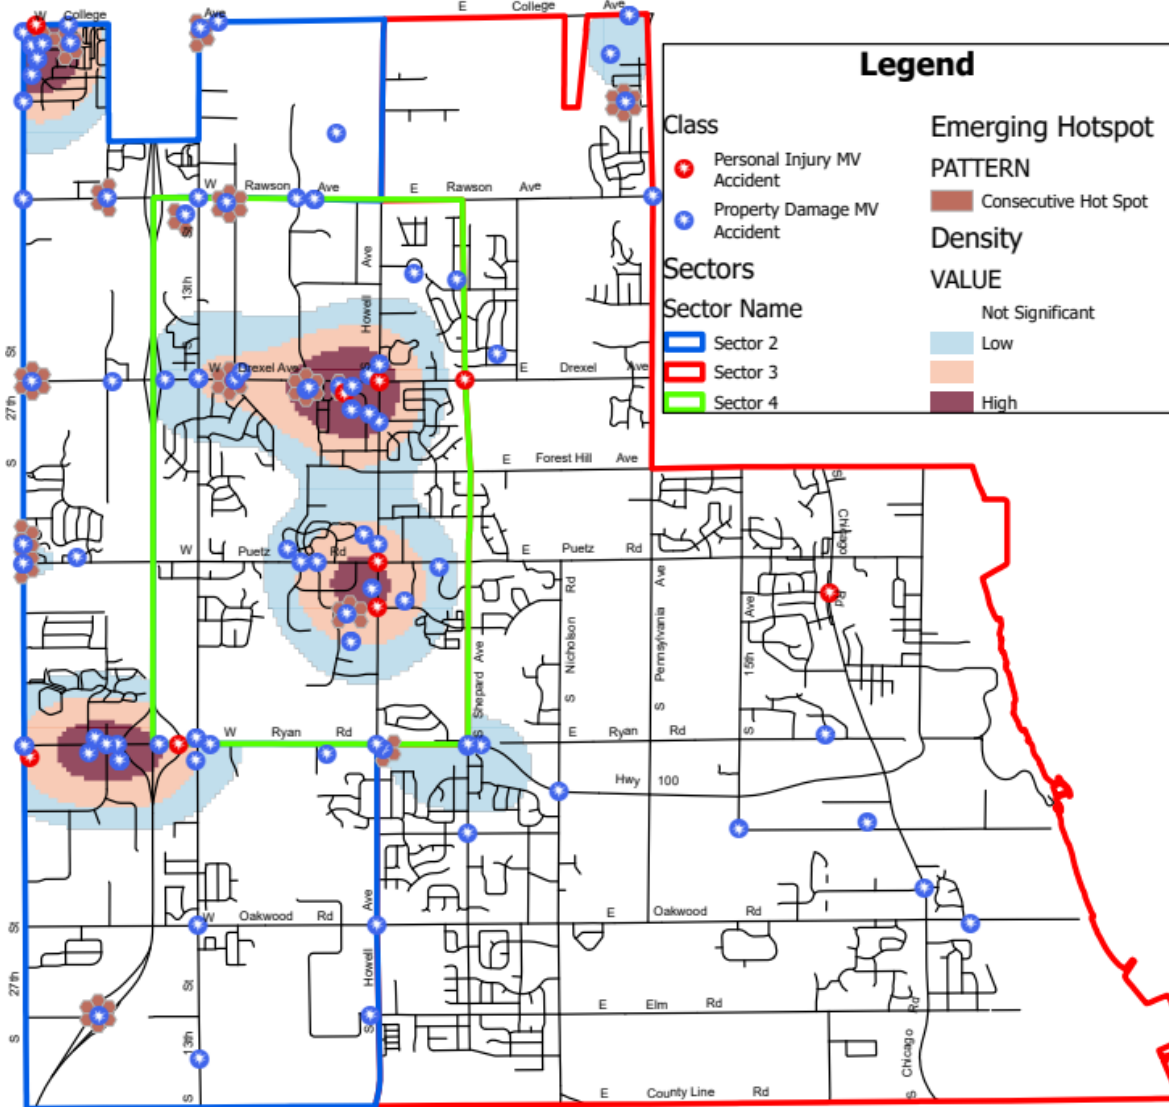 W College Ave
E College Ave
Legend
Class
Personal Injury MV
Accident
Property Damage MV
Accident
Sectors
Sector Name
Sector 2
Sector 3
Sector 4
Emerging Hotspot
PATTERN
Consecutive Hot Spot
Density
VALUE
Not Significant
Low
High
W Rawson Ave
E Rawson Ave
13th
St
S Howell Ave
W Drexel Ave
E Drexel Ave
S 27th St
E Forest Hill Ave
W Puetz Rd
E Puetz Rd
S Chicago Rd
S Nicholson Rd
S Pennsylvania Ave
S 15th Ave
S Shepard Ave
W Ryan Rd
E Ryan Rd
Hwy 100
W Oakwood Rd
E Oakwood Rd
S 27th St
S 13th St
S Howell Ave
E Elm Rd
S Chicago Rd
E County Line Rd